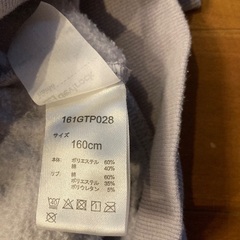 161GTP028
サイズ
160cm
本体: ポリエステル 60%
綿 40%
リブ: 綿 60%
ポリエステル 35%
ポリウレタン 5%